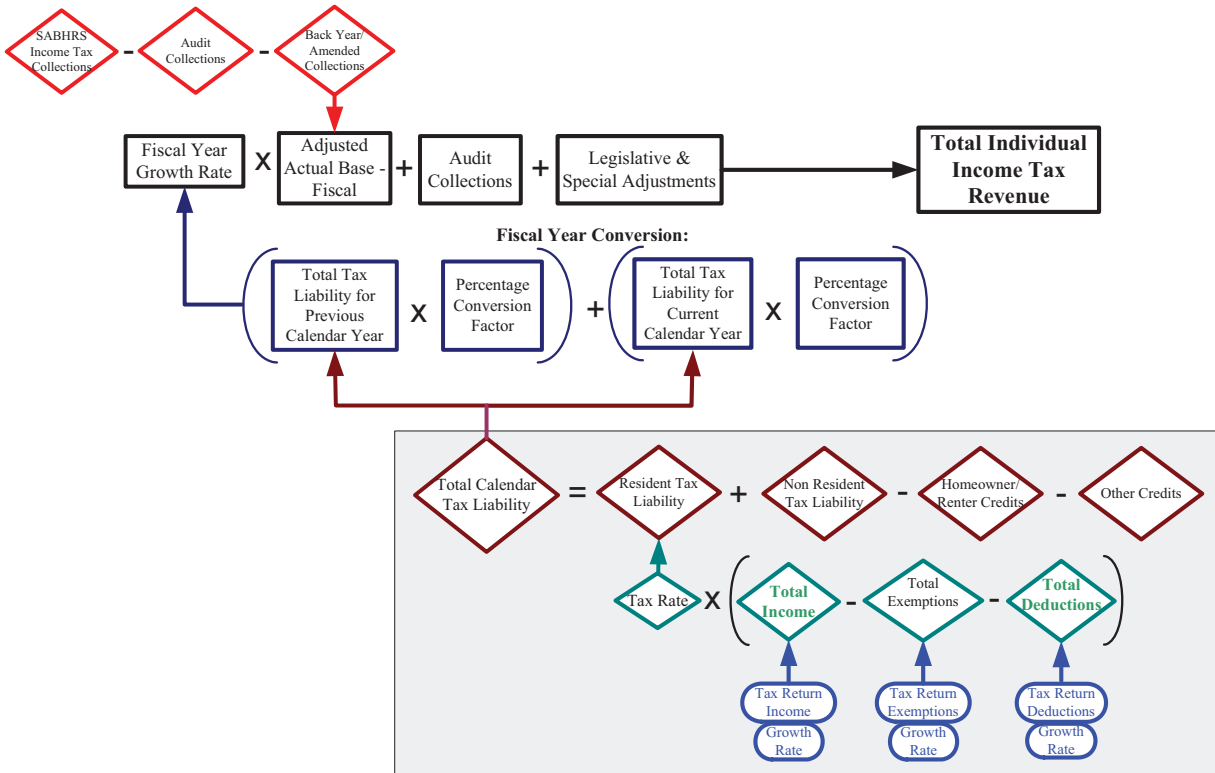 SABHRS
Income Tax
Collections
-
Audit
Collections
-
Back Year/
Amended
Collections
Fiscal Year
Growth Rate
X
Adjusted
Actual Base -
Fiscal
+
Audit
Collections
+
Legislative &
Special Adjustments
Total Individual
Income Tax
Revenue
Fiscal Year Conversion:
(
Total Tax
Liability for
Previous
Calendar Year
X
Percentage
Conversion
Factor
)
+
(
Total Tax
Liability for
Current
Calendar Year
X
Percentage
Conversion
Factor
)
Total Calendar
Tax Liability
=
Resident Tax
Liability
+
Non Resident
Tax Liability
-
Homeowner/
Renter Credits
-
Other Credits
Tax Rate
X
(
Total
Income
-
Total
Exemptions
-
Total
Deductions
)
Tax Return
Income
Growth
Rate
Tax Return
Exemptions
Growth
Rate
Tax Return
Deductions
Growth
Rate